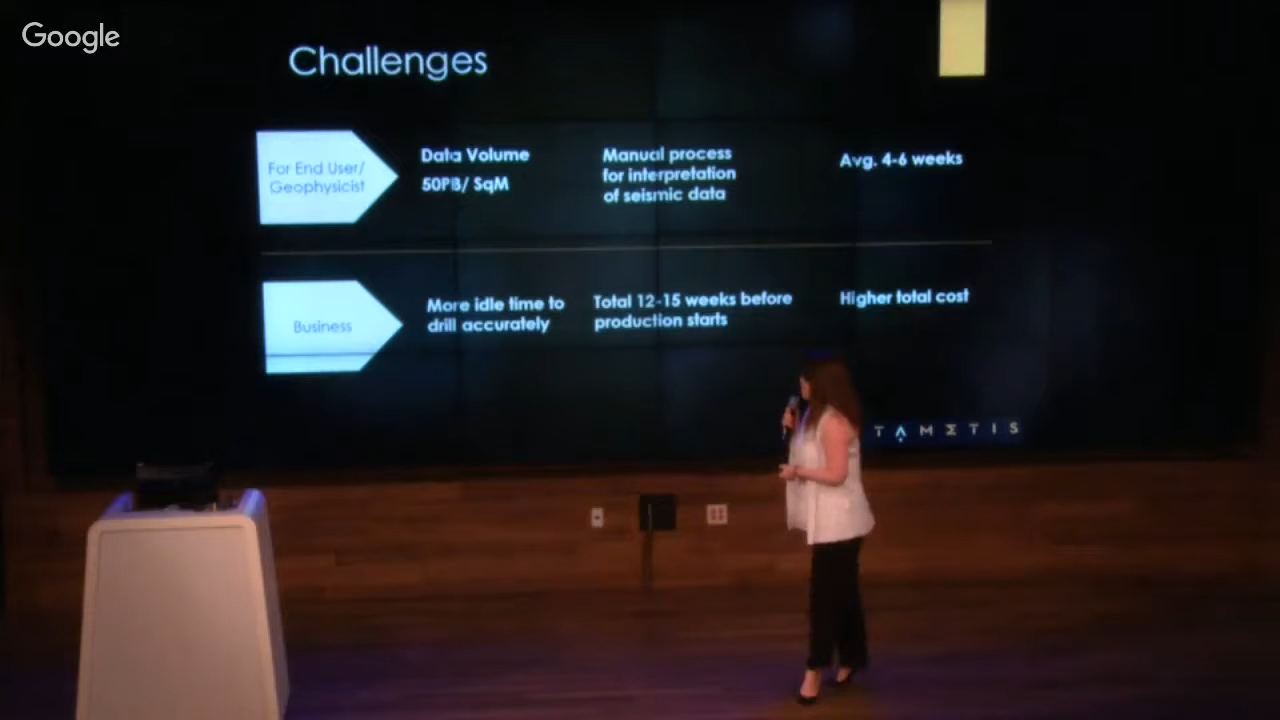 Google
Challenges
For End User/
Geophysicist
Data Volume
50PB/ SqM
Manual process
for interpretation
of seismic data
Avg. 4-6 weeks
Business
More idle time to
drill accurately
Total 12-15 weeks before
production starts
Higher total cost
TAMΣTIS